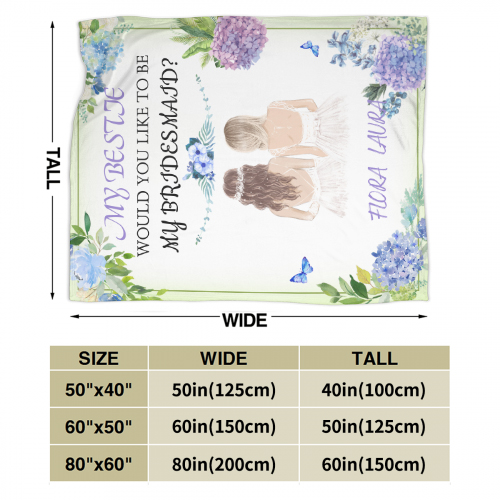 MY BESTIE
WOULD YOU LIKE TO BE
MY BRIDESMAID?
FLORA LAURA
TALL
WIDE
SIZE WIDE TALL
50"x40" 50in(125cm) 40in(100cm)
60"x50" 60in(150cm) 50in(125cm)
80"x60" 80in(200cm) 60in(150cm)